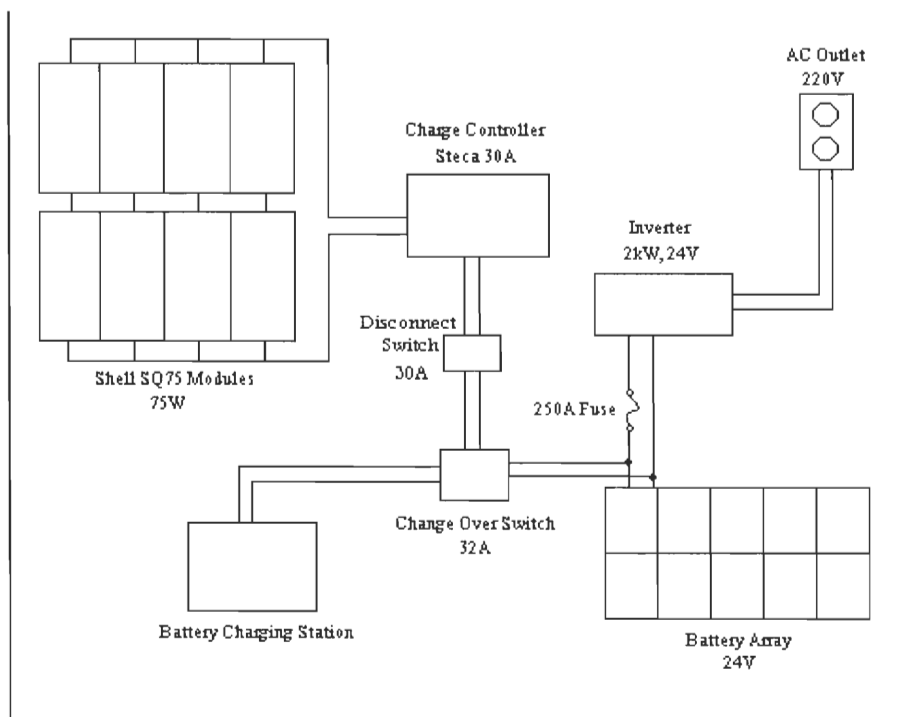 AC Outlet
220V
Charge Controller
Steca 30A
Inverter
2kW, 24V
Disconnect
Switch
30A
Shell SQ75 Modules
75W
250A Fuse
Change Over Switch
32A
Battery Charging Station
Battery Array
24V